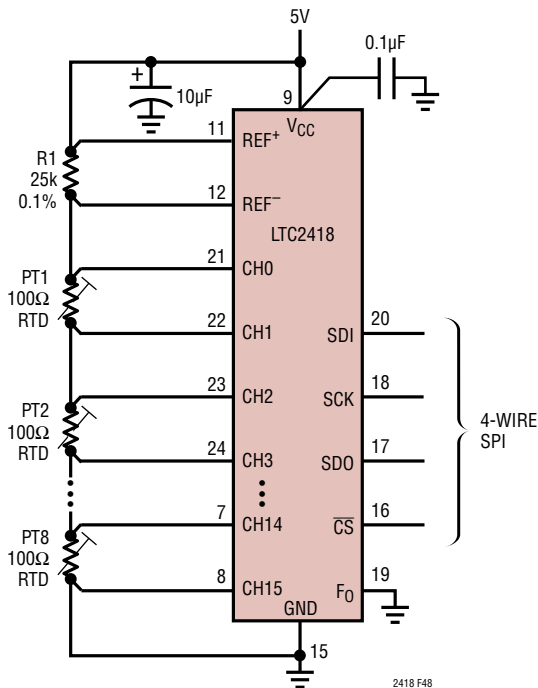 5V
0.1µF
+
10µF
9
VCC
11
REF+
R1
25k
0.1%
12
REF–
LTC2418
21
CH0
PT1
100Ω
RTD
22
CH1
20
SDI
23
CH2
18
SCK
PT2
100Ω
RTD
24
CH3
17
SDO
4-WIRE
SPI
7
CH14
16
CS
PT8
100Ω
RTD
8
CH15
19
FO
GND
15
2418 F48